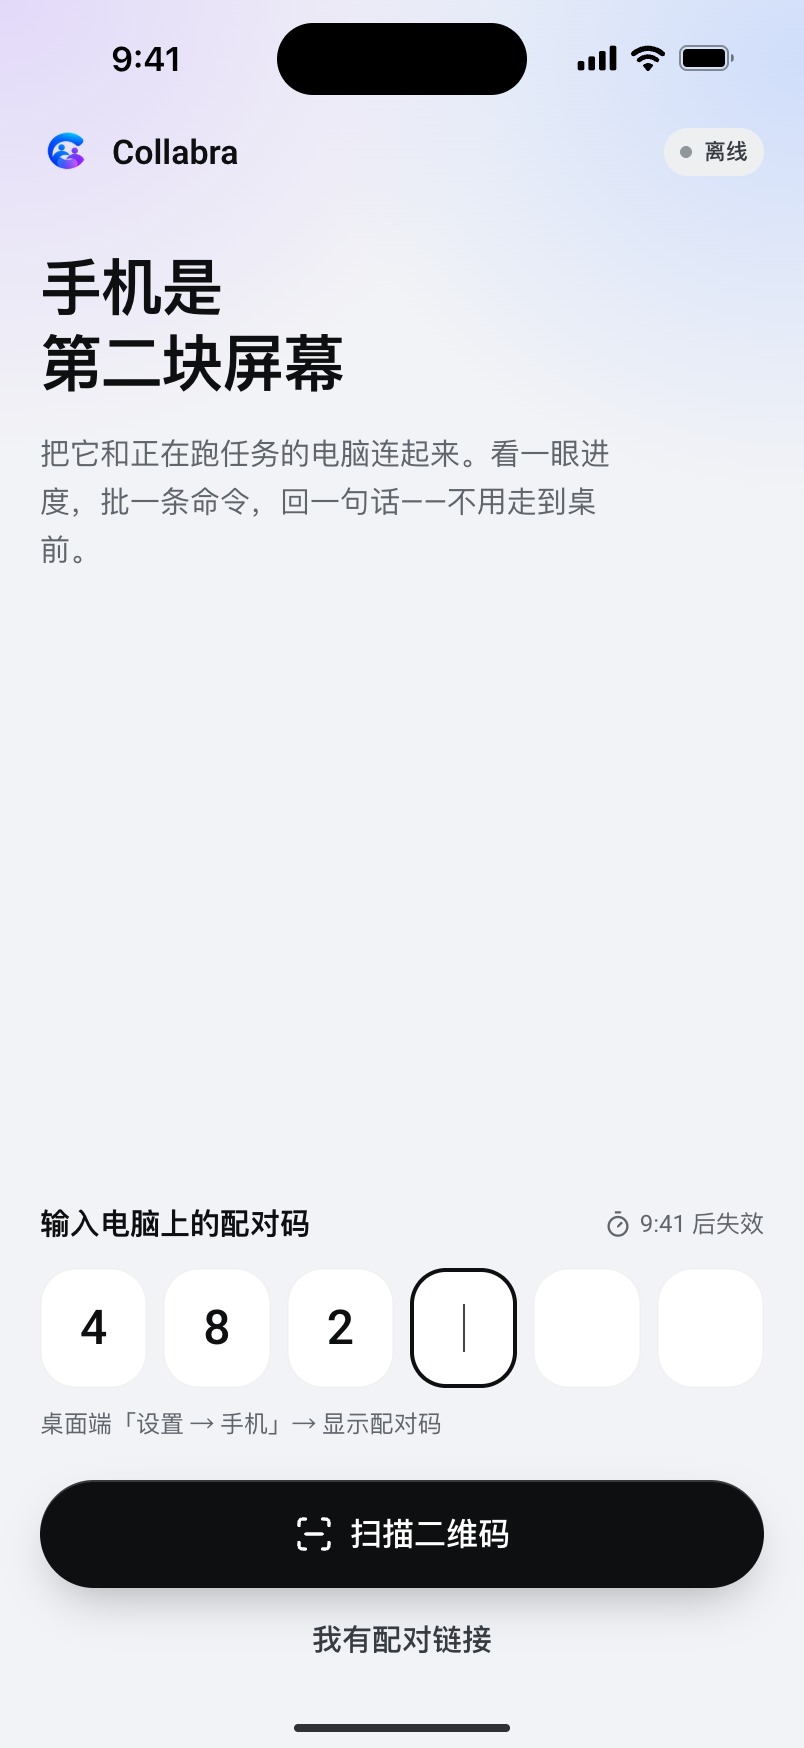 9:41
Collabra
离线
手机是
第二块屏幕
把它和正在跑任务的电脑连起来。看一眼进
度，批一条命令，回一句话——不用走到桌
前。
输入电脑上的配对码
9:41 后失效
4 8 2
桌面端「设置 → 手机」→ 显示配对码
扫描二维码
我有配对链接